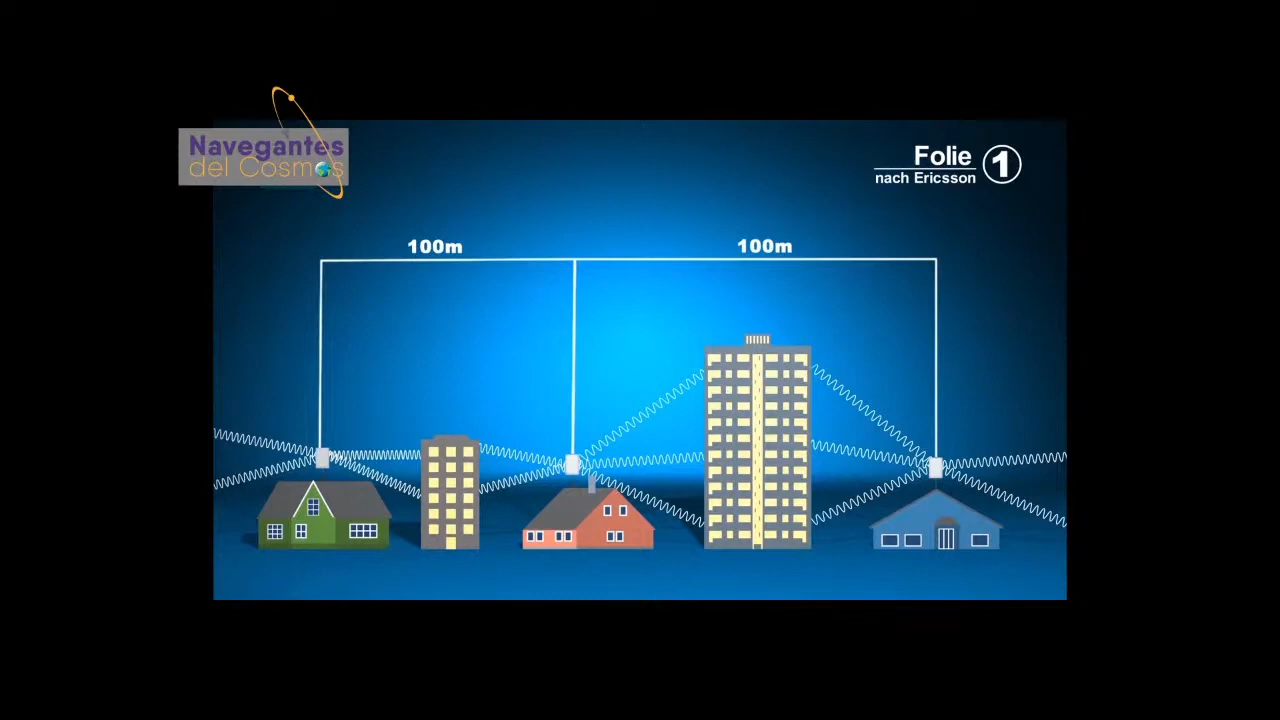 Navegantes
del Cosmos
Folie
nach Ericsson
1
100m
100m